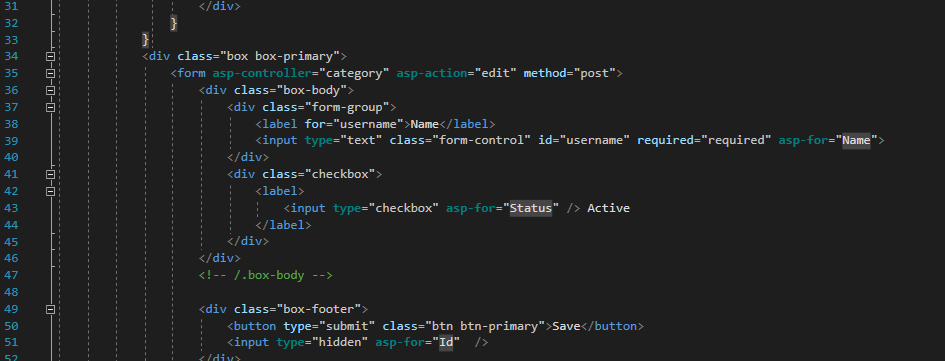 31 </div>
32 }
33 }
34 <div class="box box-primary">
35 <form asp-controller="category" asp-action="edit" method="post">
36 <div class="box-body">
37 <div class="form-group">
38 <label for="username">Name</label>
39 <input type="text" class="form-control" id="username" required="required" asp-for="Name">
40 </div>
41 <div class="checkbox">
42 <label>
43 <input type="checkbox" asp-for="Status" /> Active
44 </label>
45 </div>
46 </div>
47 <!-- /.box-body -->
48
49 <div class="box-footer">
50 <button type="submit" class="btn btn-primary">Save</button>
51 <input type="hidden" asp-for="Id" />
52 </div>